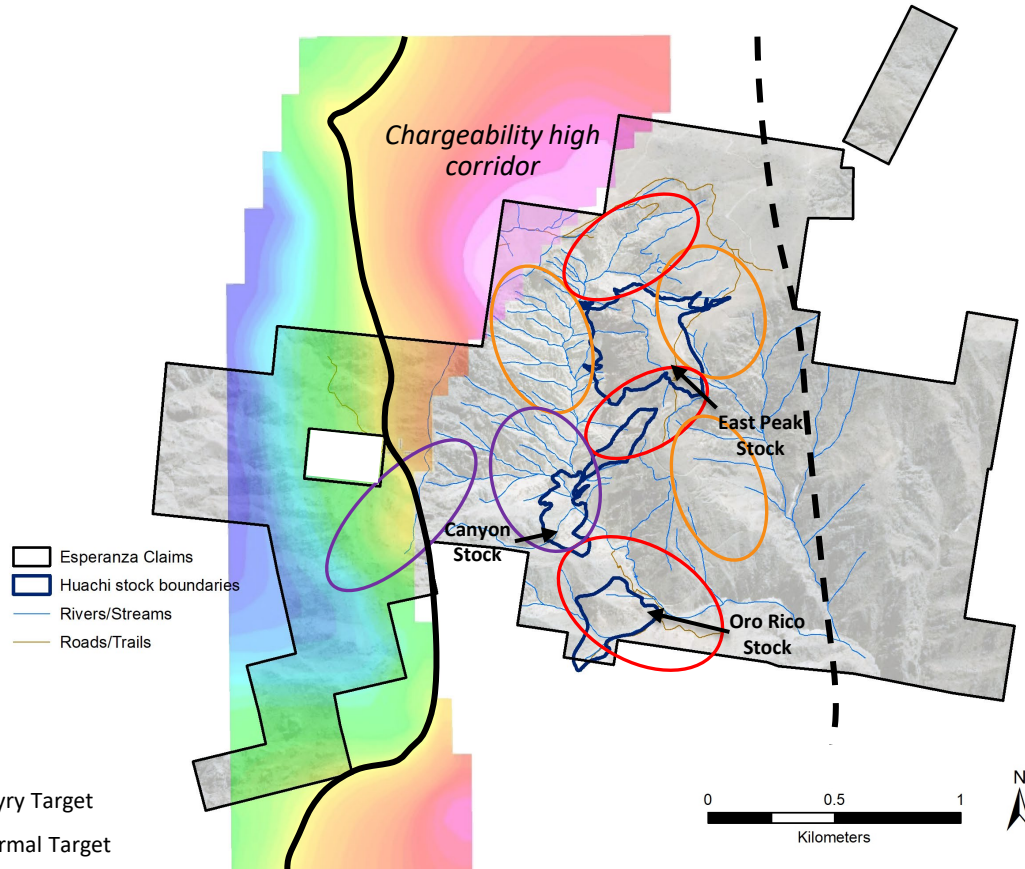 Chargeability high
corridor
East Peak
Stock
Canyon
Stock
Oro Rico
Stock
Esperanza Claims
Huachi stock boundaries
Rivers/Streams
Roads/Trails
yry Target
rmal Target
0 0.5 1
Kilometers
N